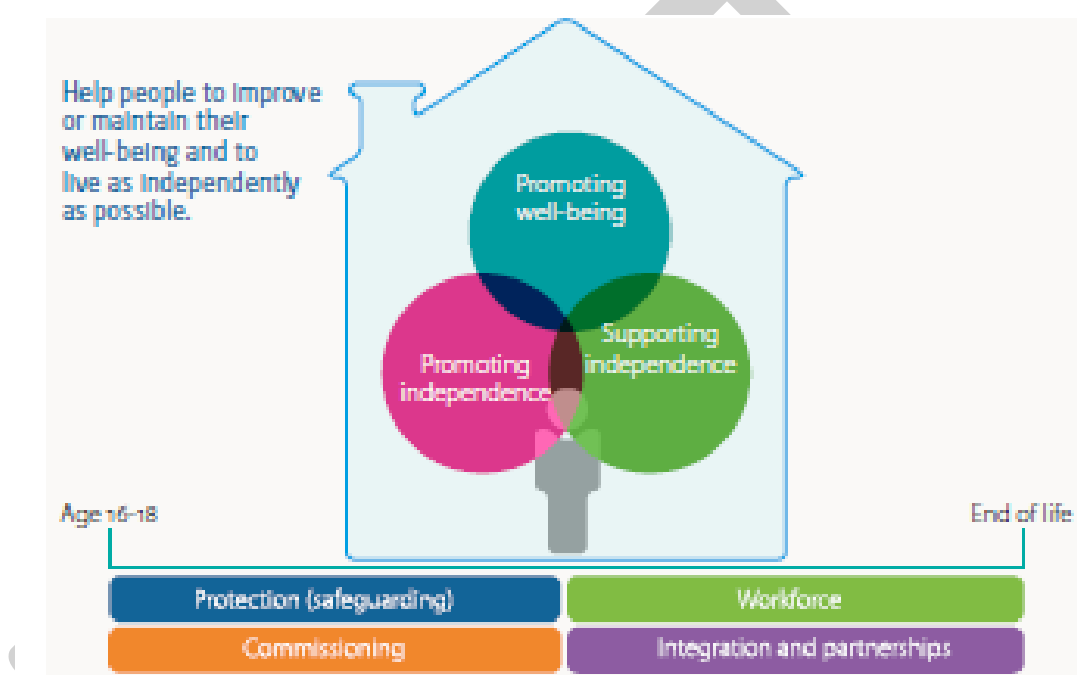 Help people to improve
or maintain their
well-being and to
live as independently
as possible.
Promoting
well-being
Promoting
independence
Supporting
independence
Age 16-18
End of life
Protection (safeguarding)
Workforce
Commissioning
Integration and partnerships